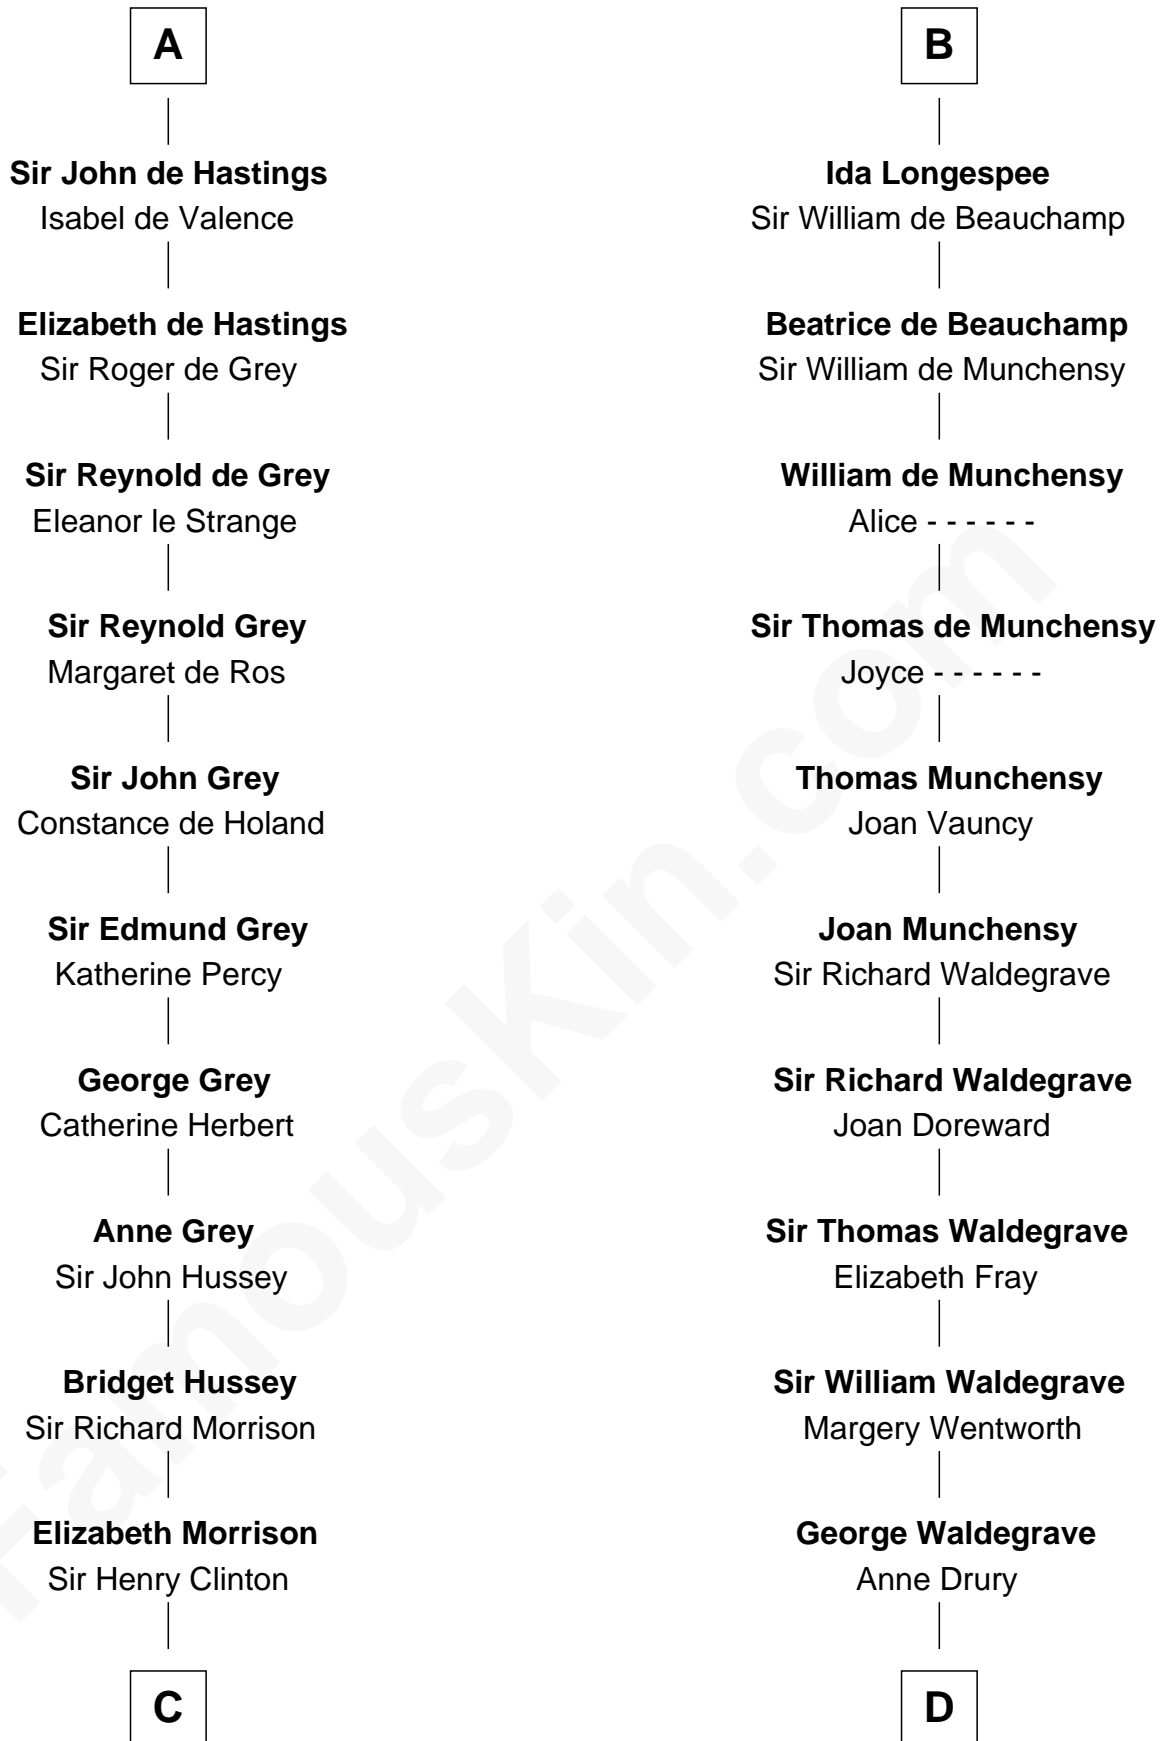 A
Sir John de Hastings
Isabel de Valence
Elizabeth de Hastings
Sir Roger de Grey
Sir Reynold de Grey
Eleanor le Strange
Sir Reynold Grey
Margaret de Ros
Sir John Grey
Constance de Holand
Sir Edmund Grey
Katherine Percy
George Grey
Catherine Herbert
Anne Grey
Sir John Hussey
Bridget Hussey
Sir Richard Morrison
Elizabeth Morrison
Sir Henry Clinton
C
B
Ida Longespee
Sir William de Beauchamp
Beatrice de Beauchamp
Sir William de Munchensy
William de Munchensy
Alice - - - - - -
Sir Thomas de Munchensy
Joyce - - - - - -
Thomas Munchensy
Joan Vauncy
Joan Munchensy
Sir Richard Waldegrave
Sir Richard Waldegrave
Joan Doreward
Sir Thomas Waldegrave
Elizabeth Fray
Sir William Waldegrave
Margery Wentworth
George Waldegrave
Anne Drury
D
FamousKin.com